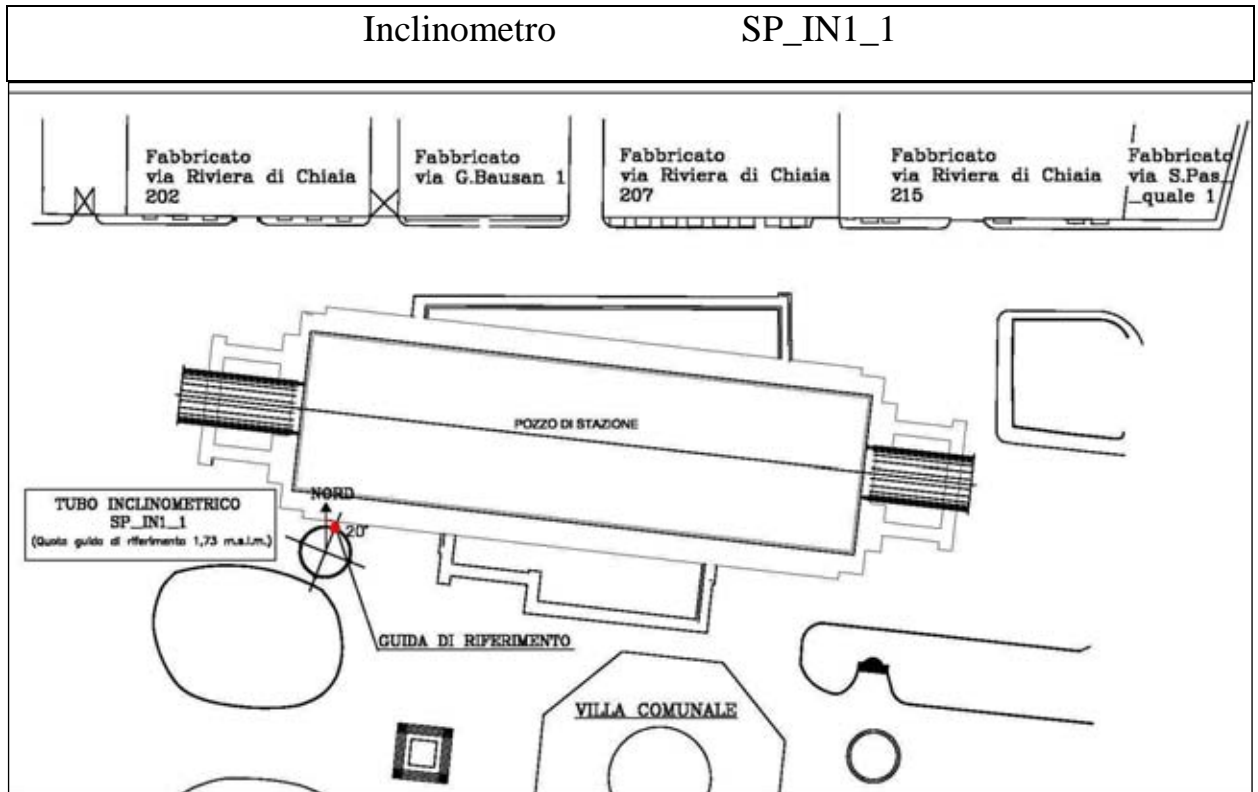 Inclinometro SP_IN1_1
Fabbricato
via Riviera di Chiaia
202
Fabbricato
via G.Bausan 1
Fabbricato
via Riviera di Chiaia
207
Fabbricato
via Riviera di Chiaia
215
Fabbricato
via S.Pas_
_quale 1
POZZO DI STAZIONE
TUBO INCLINOMETRICO
SP_IN1_1
(Quota guida di riferimento 1,73 m.s.l.m.)
NORD
20°
GUIDA DI RIFERIMENTO
VILLA COMUNALE